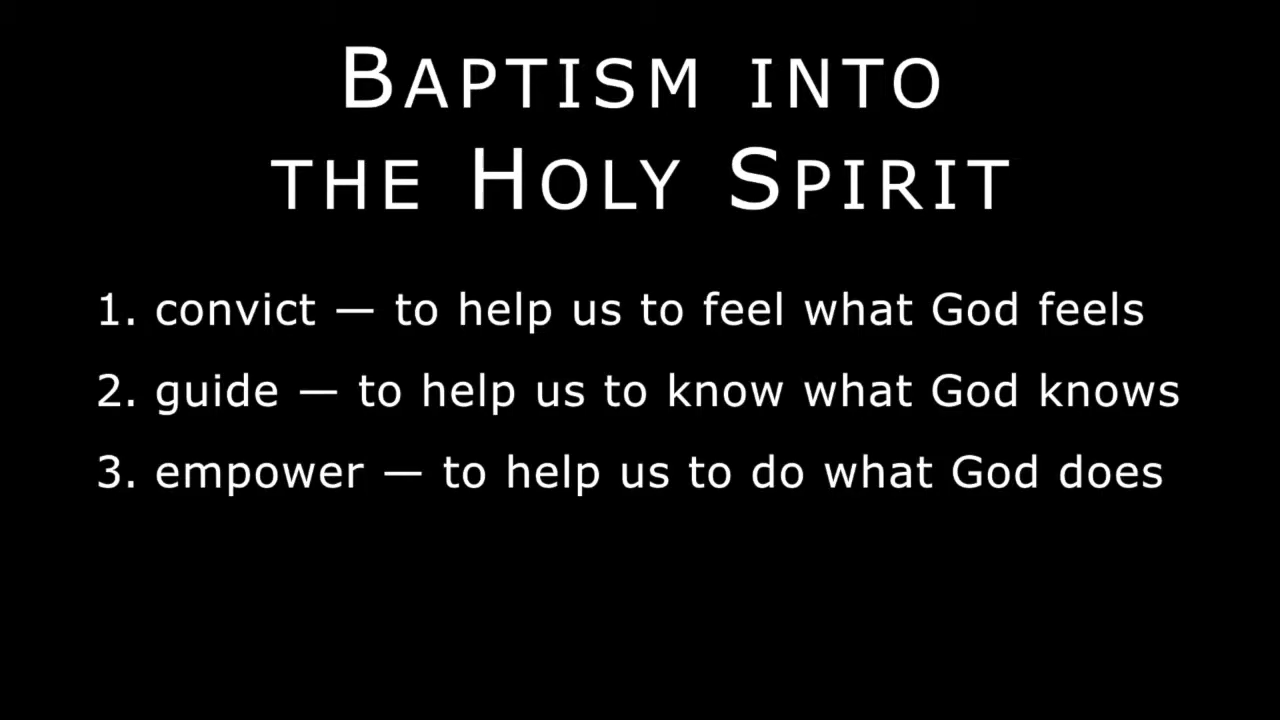 Baptism into
the Holy Spirit
1. convict — to help us to feel what God feels
2. guide — to help us to know what God knows
3. empower — to help us to do what God does